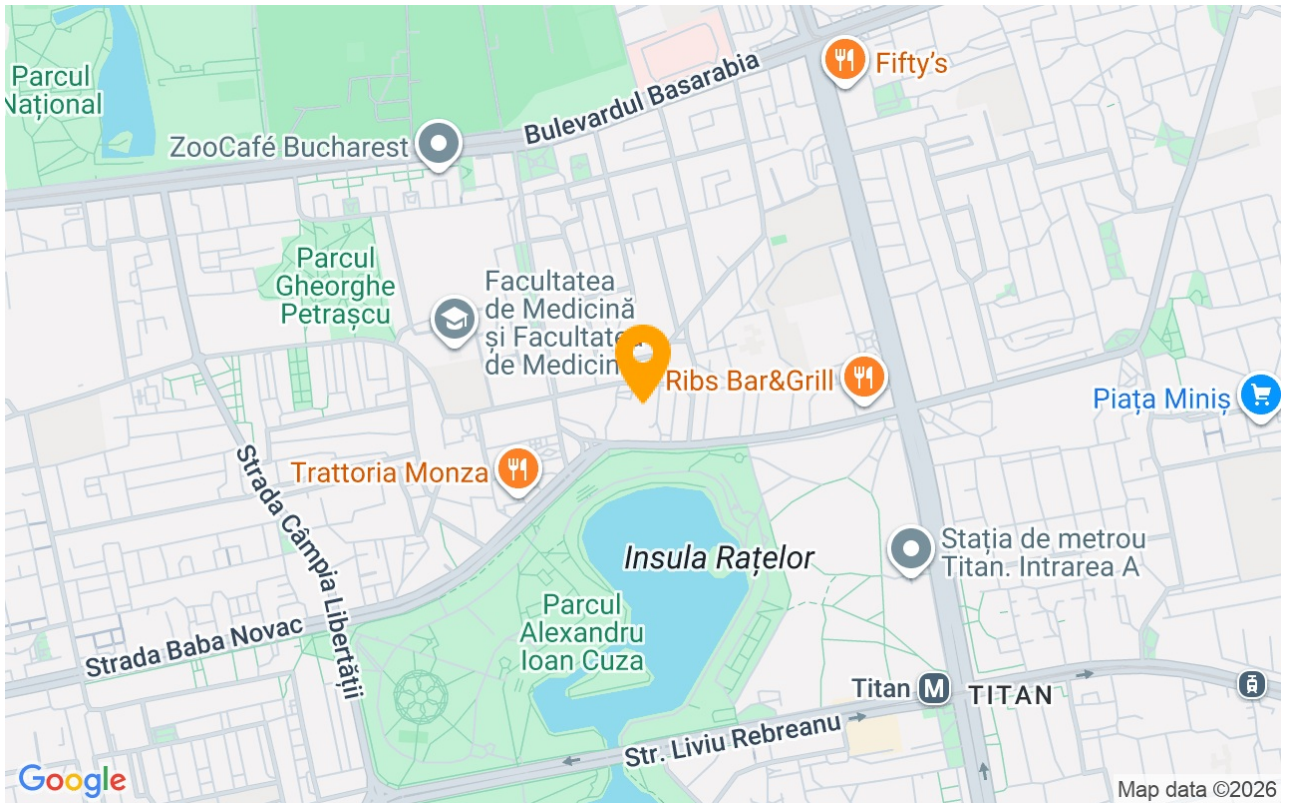 Fifty's
Parcul
Național
Bulevardul Basarabia
ZooCafé Bucharest
Parcul
Gheorghe
Petrașcu
Facultatea
de Medicină
și Facultatea
de Medicin
Ribs Bar&Grill
Piața Miniș
Trattoria Monza
Strada Câmpia Libertății
Insula Rațelor
Stația de metrou
Titan. Intrarea A
Parcul
Alexandru
Ioan Cuza
Strada Baba Novac
Titan M
TITAN
Str. Liviu Rebreanu
Google
Map data ©2026